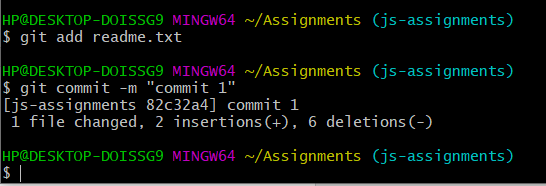 HP@DESKTOP-DOISSG9 MINGW64 ~/Assignments (js-assignments)
$ git add readme.txt
HP@DESKTOP-DOISSG9 MINGW64 ~/Assignments (js-assignments)
$ git commit -m "commit 1"
[js-assignments 82c32a4] commit 1
 1 file changed, 2 insertions(+), 6 deletions(-)
HP@DESKTOP-DOISSG9 MINGW64 ~/Assignments (js-assignments)
$